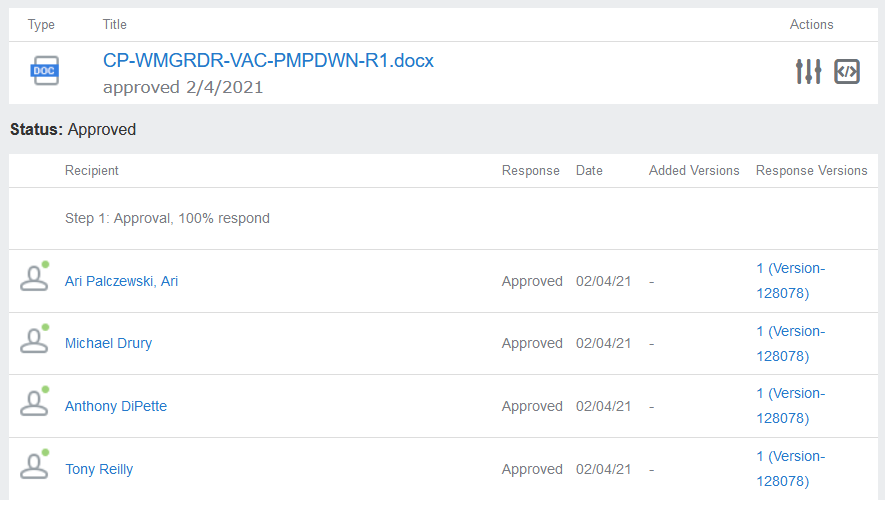 Type Title Actions
DOC CP-WMGRDR-VAC-PMPDWN-R1.docx
approved 2/4/2021
Status: Approved
Recipient Response Date Added Versions Response Versions
Step 1: Approval, 100% respond
Ari Palczewski, Ari Approved 02/04/21 - 1 (Version-
128078)
Michael Drury Approved 02/04/21 - 1 (Version-
128078)
Anthony DiPette Approved 02/04/21 - 1 (Version-
128078)
Tony Reilly Approved 02/04/21 - 1 (Version-
128078)